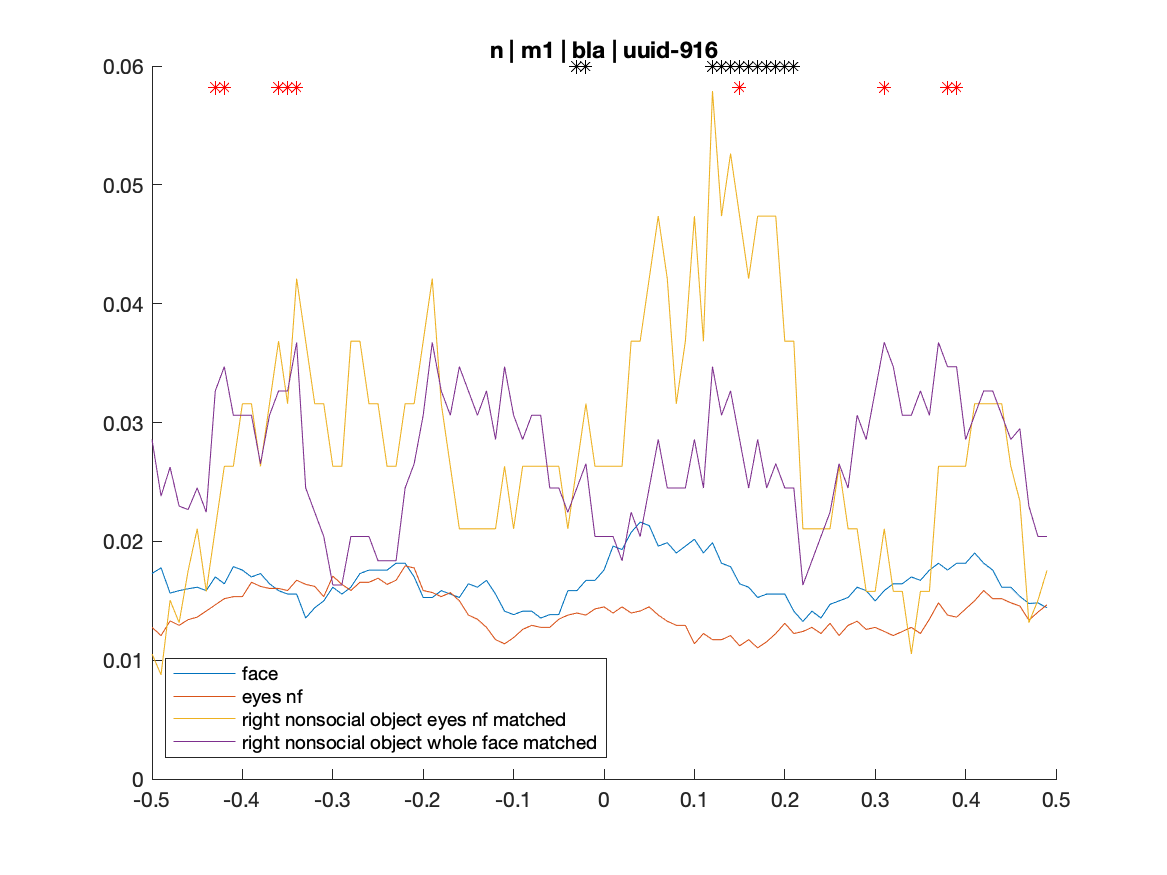 n | m1 | bla | uuid-916
0.06
0.05
0.04
0.03
0.02
0.01
0
face
eyes nf
right nonsocial object eyes nf matched
right nonsocial object whole face matched
-0.5 -0.4 -0.3 -0.2 -0.1 0 0.1 0.2 0.3 0.4 0.5